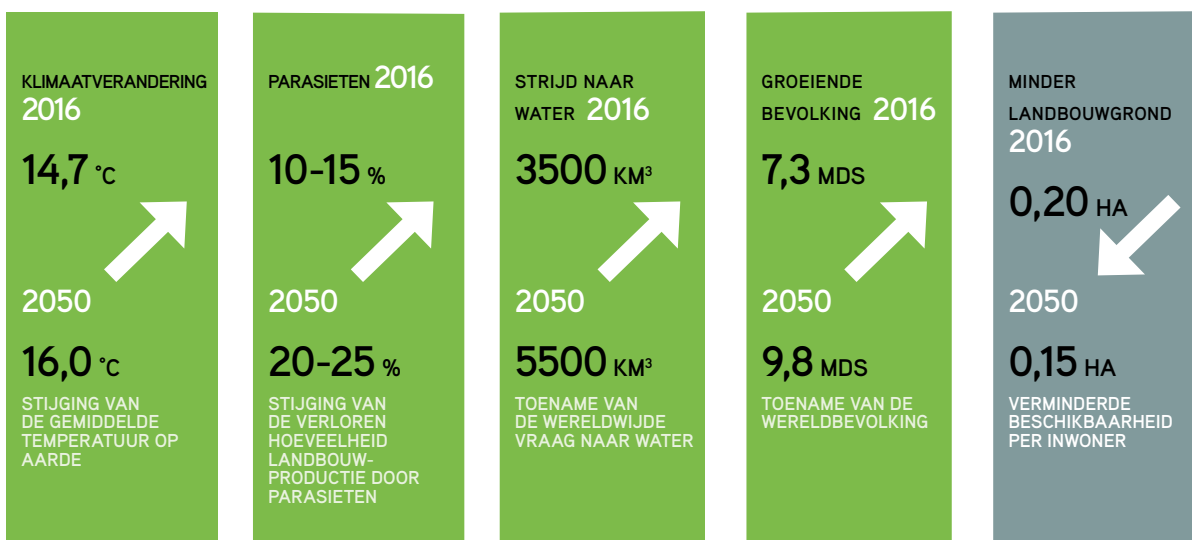 KLIMAATVERANDERING
2016
14,7 °C
2050
16,0 °C
STIJGING VAN
DE GEMIDDELDE
TEMPERATUUR OP
AARDE
PARASIETEN 2016
10-15 %
2050
20-25 %
STIJGING VAN
DE VERLOREN
HOEVEELHEID
LANDBOUW-
PRODUCTIE DOOR
PARASIETEN
STRIJD NAAR
WATER 2016
3500 KM³
2050
5500 KM³
TOENAME VAN
DE WERELDWIJDE
VRAAG NAAR WATER
GROEIENDE
BEVOLKING 2016
7,3 MDS
2050
9,8 MDS
TOENAME VAN DE
WERELDBEVOLKING
MINDER
LANDBOUWGROND
2016
0,20 HA
2050
0,15 HA
VERMINDERDE
BESCHIKBAARHEID
PER INWONER